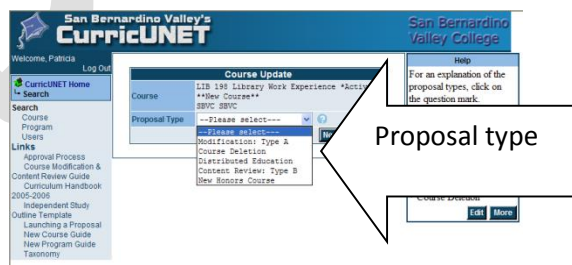 San Bernardino Valley's
CurricUNET
San Bernardino
Valley College
Welcome, Patricia
Log Out
CurricUNET Home
Search
Search
Course
Program
Users
Links
Approval Process
Course Modification &
Content Review Guide
Curriculum Handbook
2005-2006
Independent Study
Outline Template
Launching a Proposal
New Course Guide
New Program Guide
Taxonomy
Course Update
Course
LIB 198 Library Work Experience *Activ
**New Course**
SBVC SBVC
Proposal Type
--Please select---
--Please select---
Modification: Type A
Course Deletion
Distributed Education
Content Review: Type B
New Honors Course
Proposal type
Help
For an explanation of the
proposal types, click on
the question mark.
Course Deletion
Edit
More